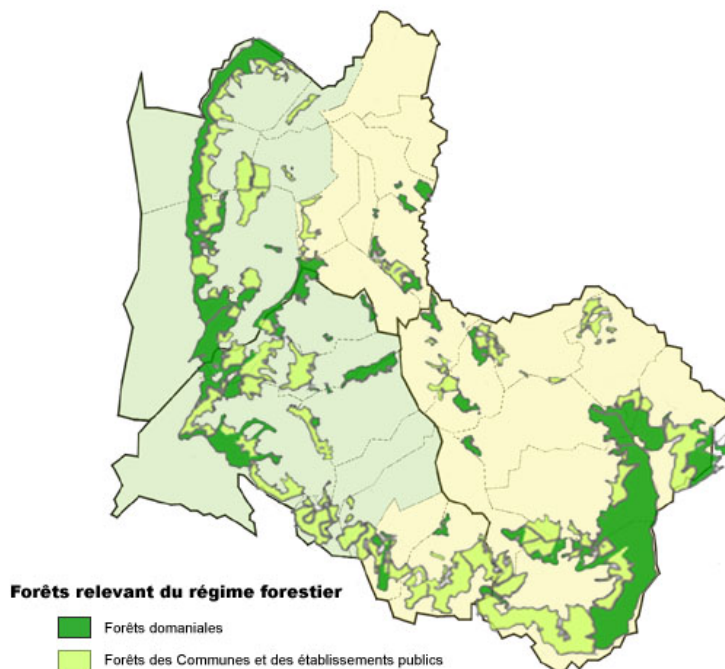 Forêts relevant du régime forestier
Forêts domaniales
Forêts des Communes et des établissements publics